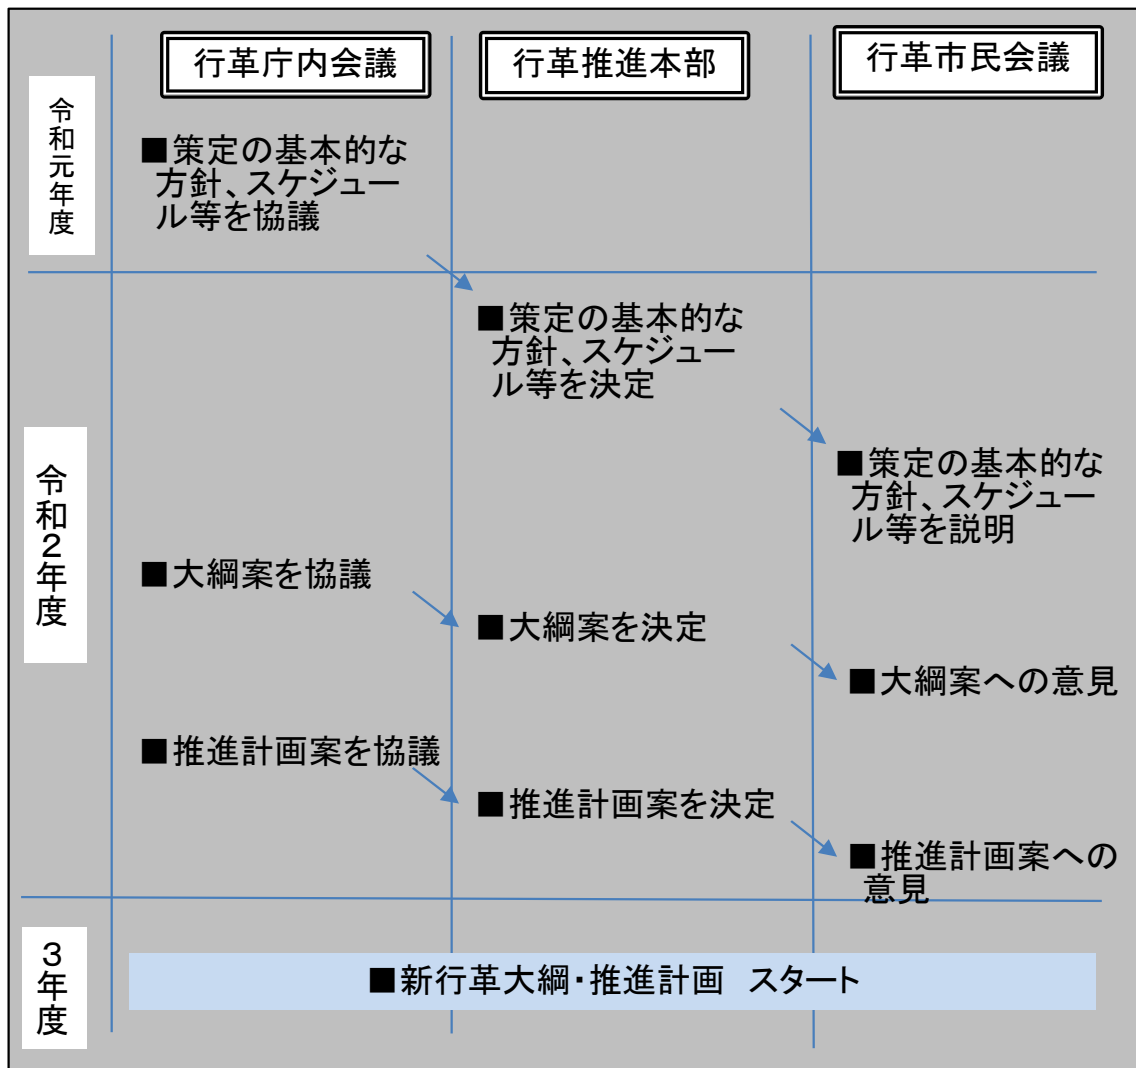 行革庁内会議
行革推進本部
行革市民会議
令和元年度
■策定の基本的な
方針、スケジュー
ル等を協議
令和２年度
■策定の基本的な
方針、スケジュー
ル等を決定
■策定の基本的な
方針、スケジュー
ル等を説明
■大綱案を協議
■大綱案を決定
■大綱案への意見
■推進計画案を協議
■推進計画案を決定
■推進計画案への
意見
３年度
■新行革大綱・推進計画　スタート